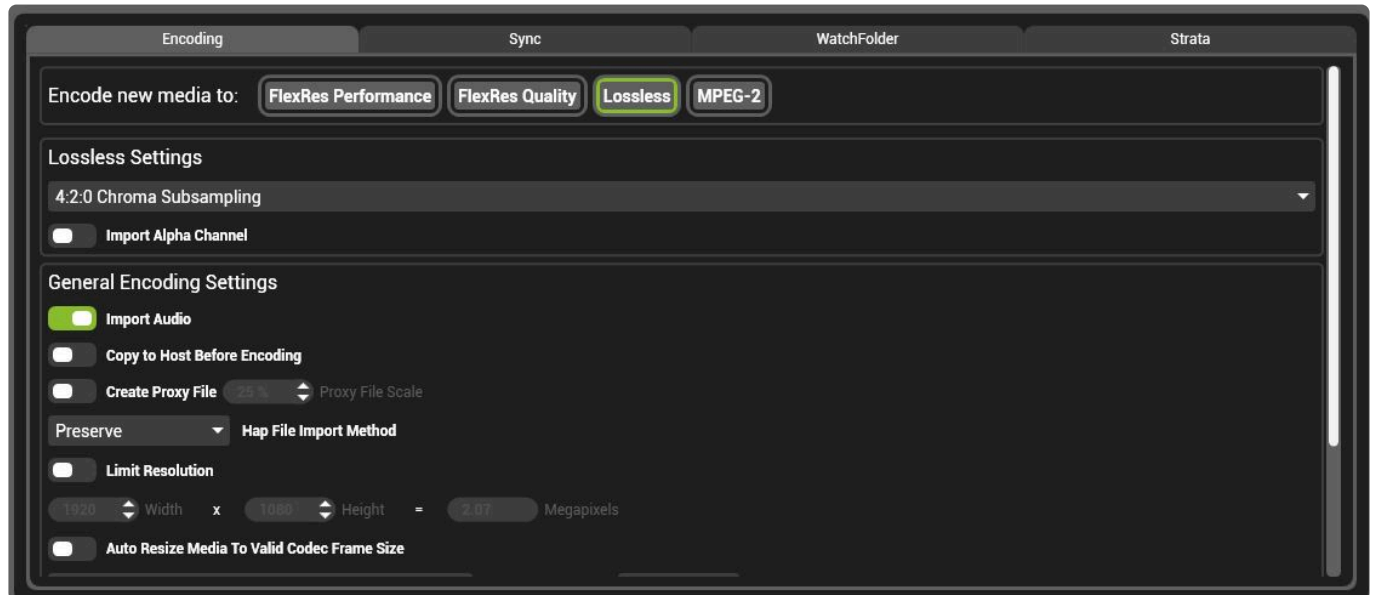 Encoding Sync WatchFolder Strata
Encode new media to: FlexRes Performance FlexRes Quality Lossless MPEG-2
Lossless Settings
4:2:0 Chroma Subsampling
Import Alpha Channel
General Encoding Settings
Import Audio
Copy to Host Before Encoding
Create Proxy File 25 % Proxy File Scale
Preserve Hap File Import Method
Limit Resolution
1920 Width x 1080 Height = 2.07 Megapixels
Auto Resize Media To Valid Codec Frame Size